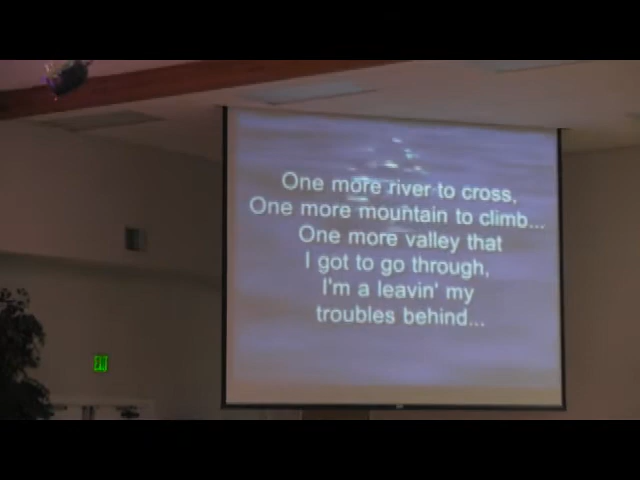 One more river to cross,
One more mountain to climb...
One more valley that
I got to go through,
I'm a leavin' my
troubles behind...